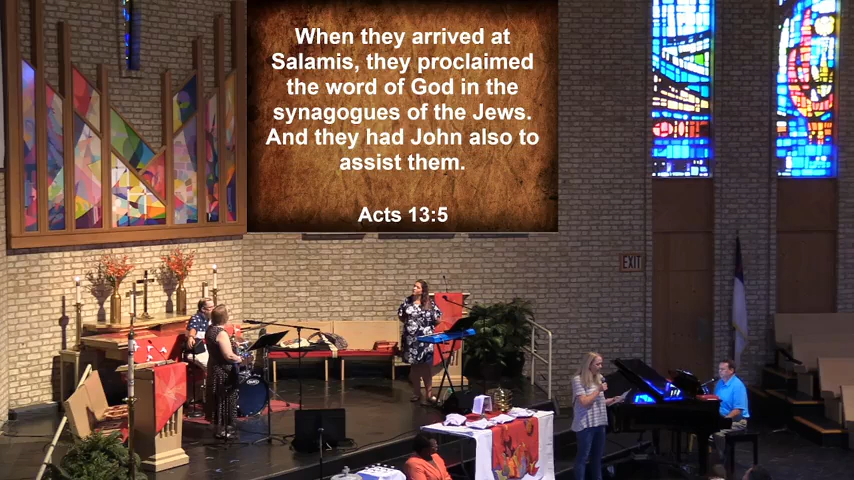 When they arrived at
Salamis, they proclaimed
the word of God in the
synagogues of the Jews.
And they had John also to
assist them.
Acts 13:5
EXIT